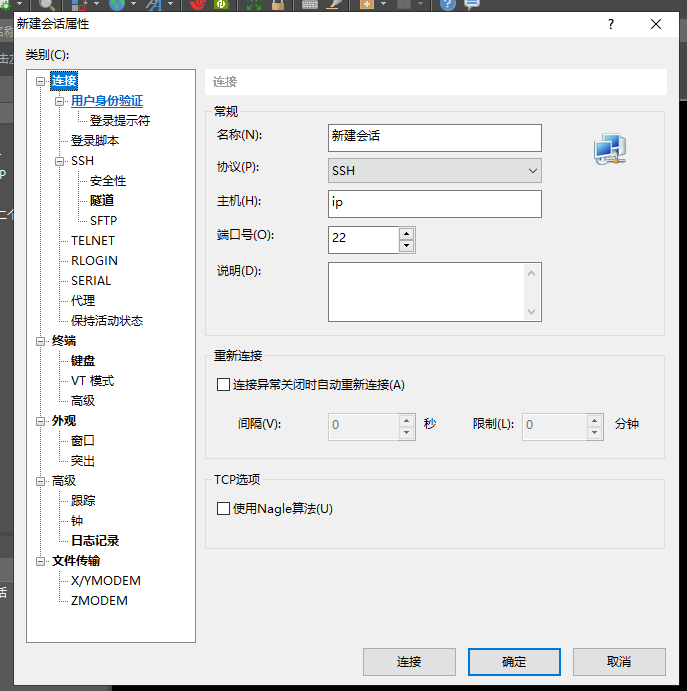 新建会话属性
?
类别(C):
连接
用户身份验证
登录提示符
登录脚本
SSH
安全性
隧道
SFTP
TELNET
RLOGIN
SERIAL
代理
保持活动状态
终端
键盘
VT 模式
高级
外观
窗口
突出
高级
跟踪
钟
日志记录
文件传输
X/YMODEM
ZMODEM
连接
常规
名称(N): 新建会话
协议(P): SSH
主机(H): ip
端口号(O): 22
说明(D):
重新连接
连接异常关闭时自动重新连接(A)
间隔(V): 0 秒 限制(L): 0 分钟
TCP选项
使用Nagle算法(U)
连接 确定 取消